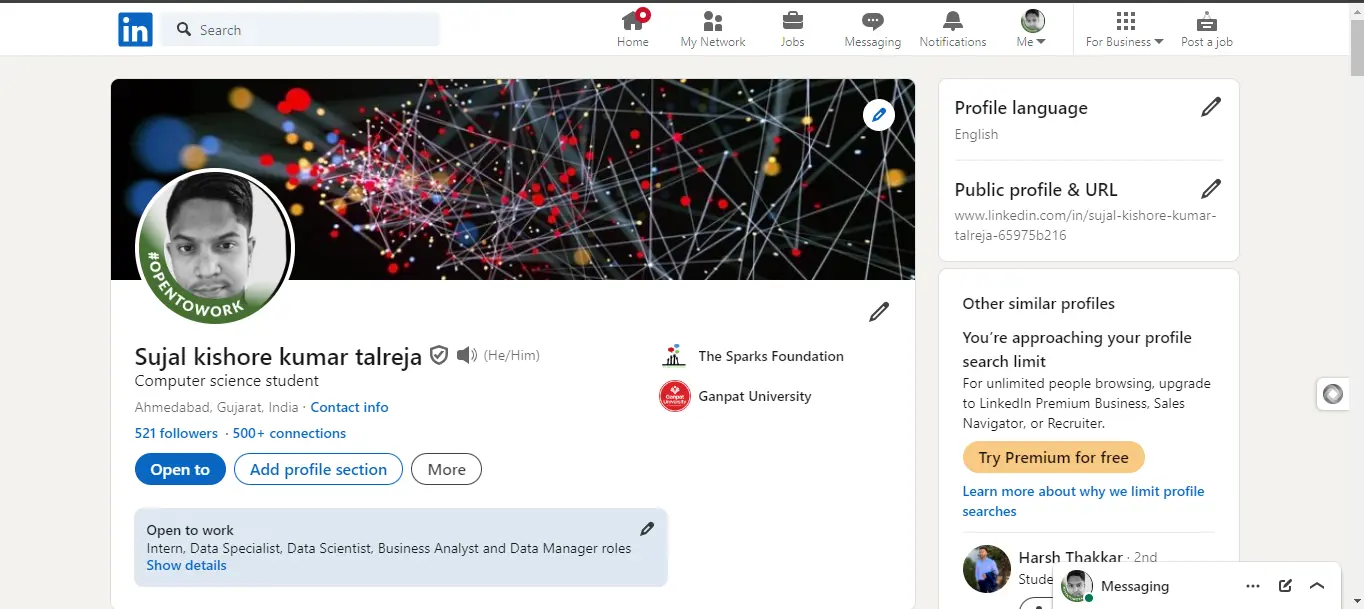 in
Search
Home
My Network
Jobs
Messaging
Notifications
Me
For Business
Post a job
#OPENTOWORK
Sujal kishore kumar talreja (He/Him)
Computer science student
Ahmedabad, Gujarat, India · Contact info
521 followers · 500+ connections
Open to
Add profile section
More
The Sparks Foundation
Ganpat University
Ganpat University
Open to work
Intern, Data Specialist, Data Scientist, Business Analyst and Data Manager roles
Show details
Profile language
English
Public profile & URL
www.linkedin.com/in/sujal-kishore-kumar-
talreja-65975b216
Other similar profiles
You’re approaching your profile
search limit
For unlimited people browsing, upgrade
to LinkedIn Premium Business, Sales
Navigator, or Recruiter.
Try Premium for free
Learn more about why we limit profile
searches
Harsh Thakkar · 2nd
Stude
Messaging